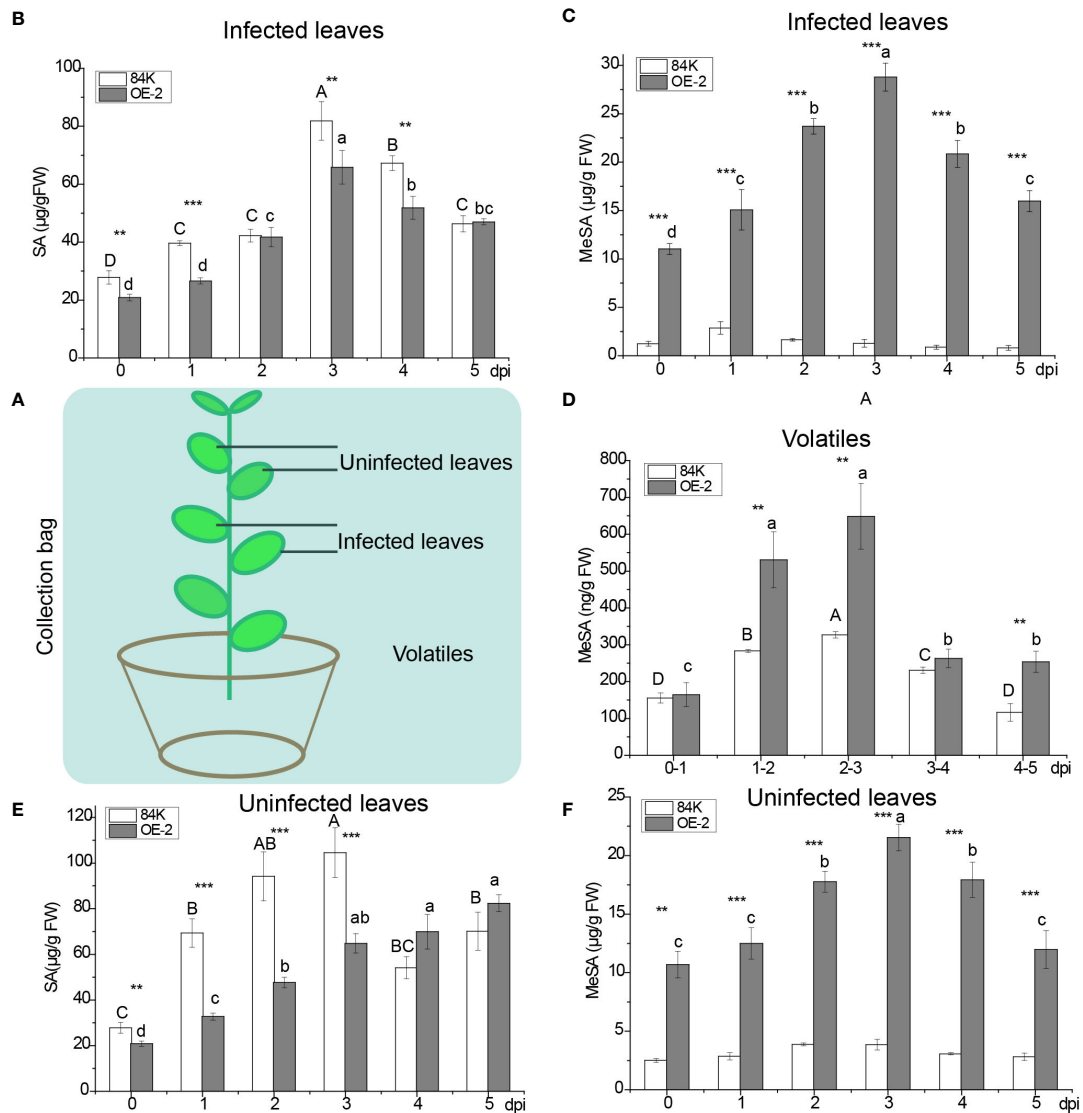 B
Infected leaves
84K
OE-2
SA (µg/gFW)
100
80
60
40
20
0
D
**
d
C
***
d
C
c
A
**
a
B
**
b
C
bc
0
1
2
3
4
5
dpi
C
Infected leaves
84K
OE-2
MeSA (µg/g FW)
30
25
20
15
10
5
0
***
d
***
c
***
b
***
a
***
b
***
c
0
1
2
3
4
5
dpi
A
A
Collection bag
Uninfected leaves
Infected leaves
Volatiles
D
Volatiles
84K
OE-2
MeSA (ng/g FW)
800
700
600
500
400
300
200
100
0
D
c
B
**
a
A
**
a
C
b
D
**
b
0-1
1-2
2-3
3-4
4-5
dpi
E
Uninfected leaves
84K
OE-2
SA(µg/g FW)
120
100
80
60
40
20
0
C
**
d
B
***
c
AB
***
b
A
***
ab
BC
a
B
a
0
1
2
3
4
5
dpi
F
Uninfected leaves
84K
OE-2
MeSA (µg/g FW)
25
20
15
10
5
0
**
c
***
c
***
b
***
a
***
b
***
c
0
1
2
3
4
5
dpi